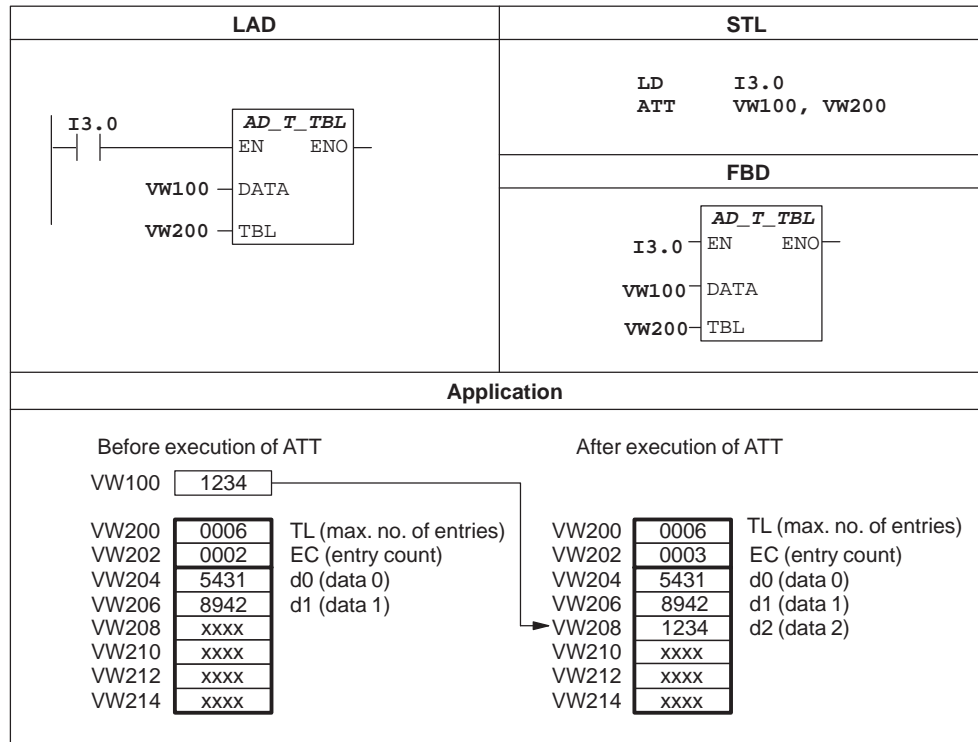 LAD
I3.0
AD_T_TBL
EN ENO
VW100 DATA
VW200 TBL
STL
LD I3.0
ATT VW100, VW200
FBD
AD_T_TBL
I3.0 EN ENO
VW100 DATA
VW200 TBL
Application
Before execution of ATT
VW100 1234
VW200 0006 TL (max. no. of entries)
VW202 0002 EC (entry count)
VW204 5431 d0 (data 0)
VW206 8942 d1 (data 1)
VW208 xxxx
VW210 xxxx
VW212 xxxx
VW214 xxxx
After execution of ATT
VW200 0006 TL (max. no. of entries)
VW202 0003 EC (entry count)
VW204 5431 d0 (data 0)
VW206 8942 d1 (data 1)
VW208 1234 d2 (data 2)
VW210 xxxx
VW212 xxxx
VW214 xxxx